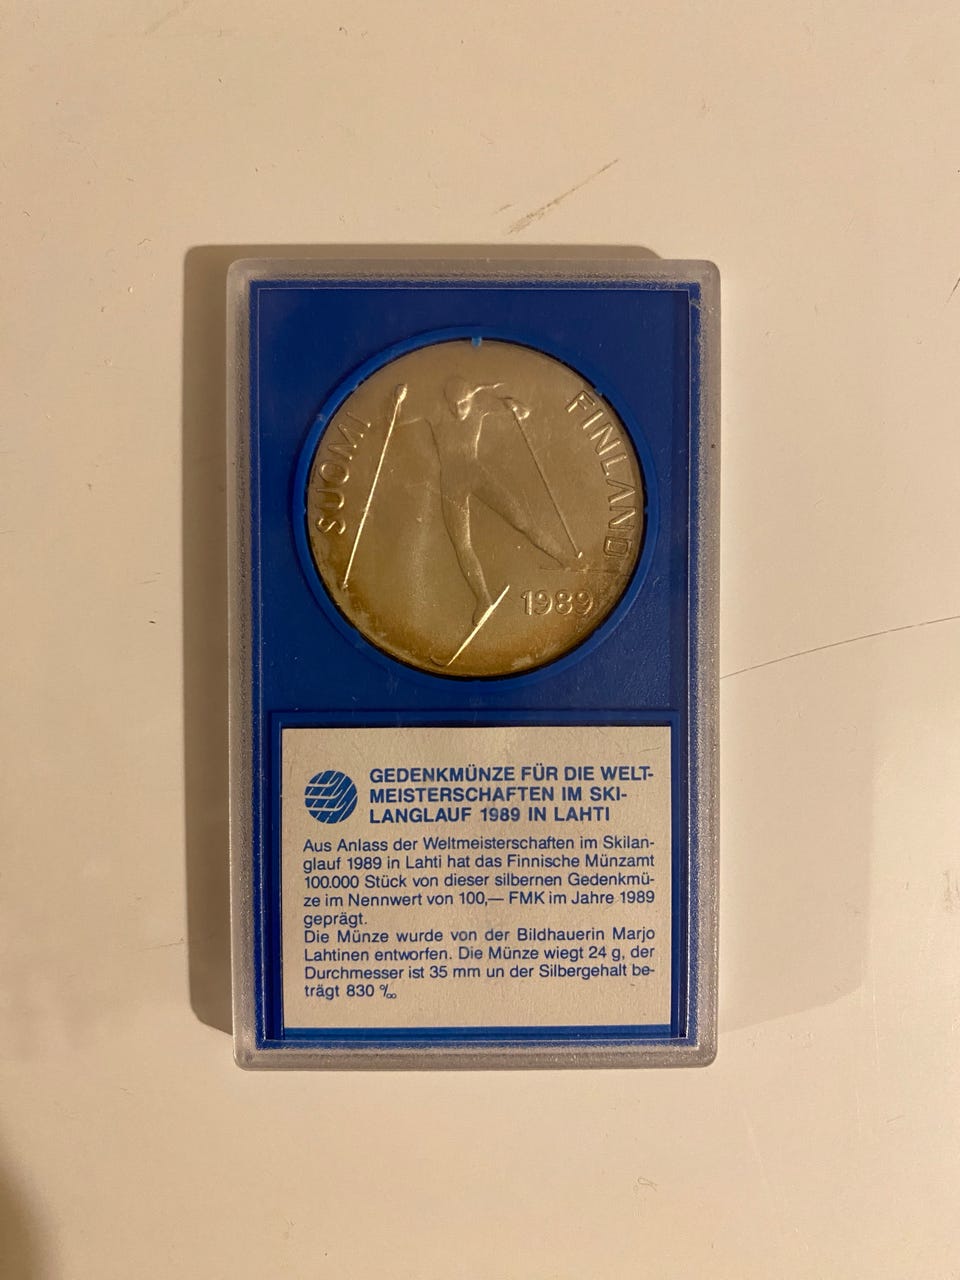 SUOMI
FINLAND
1989
GEDENKMÜNZE FÜR DIE WELT-
MEISTERSCHAFTEN IM SKI-
LANGLAUF 1989 IN LAHTI
Aus Anlass der Weltmeisterschaften im Skilan-
glauf 1989 in Lahti hat das Finnische Münzamt
100.000 Stück von dieser silbernen Gedenkmü-
ze im Nennwert von 100,— FMK im Jahre 1989
geprägt.
Die Münze wurde von der Bildhauerin Marjo
Lahtinen entworfen. Die Münze wiegt 24 g, der
Durchmesser ist 35 mm un der Silbergehalt be-
trägt 830 ‰